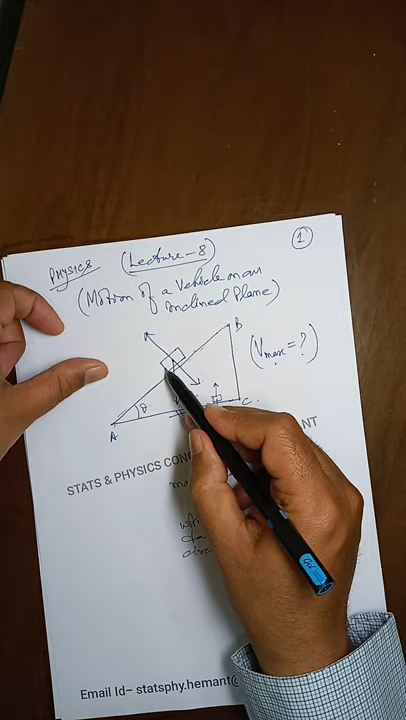 1
Physics
(Lecture-8)
(Motion of a Vehicle on an
Inclined Plane)
B
(Vmax = ?)
θ
A
C.
STATS & PHYSICS CON
NT
Email Id– statsphy.hemant@